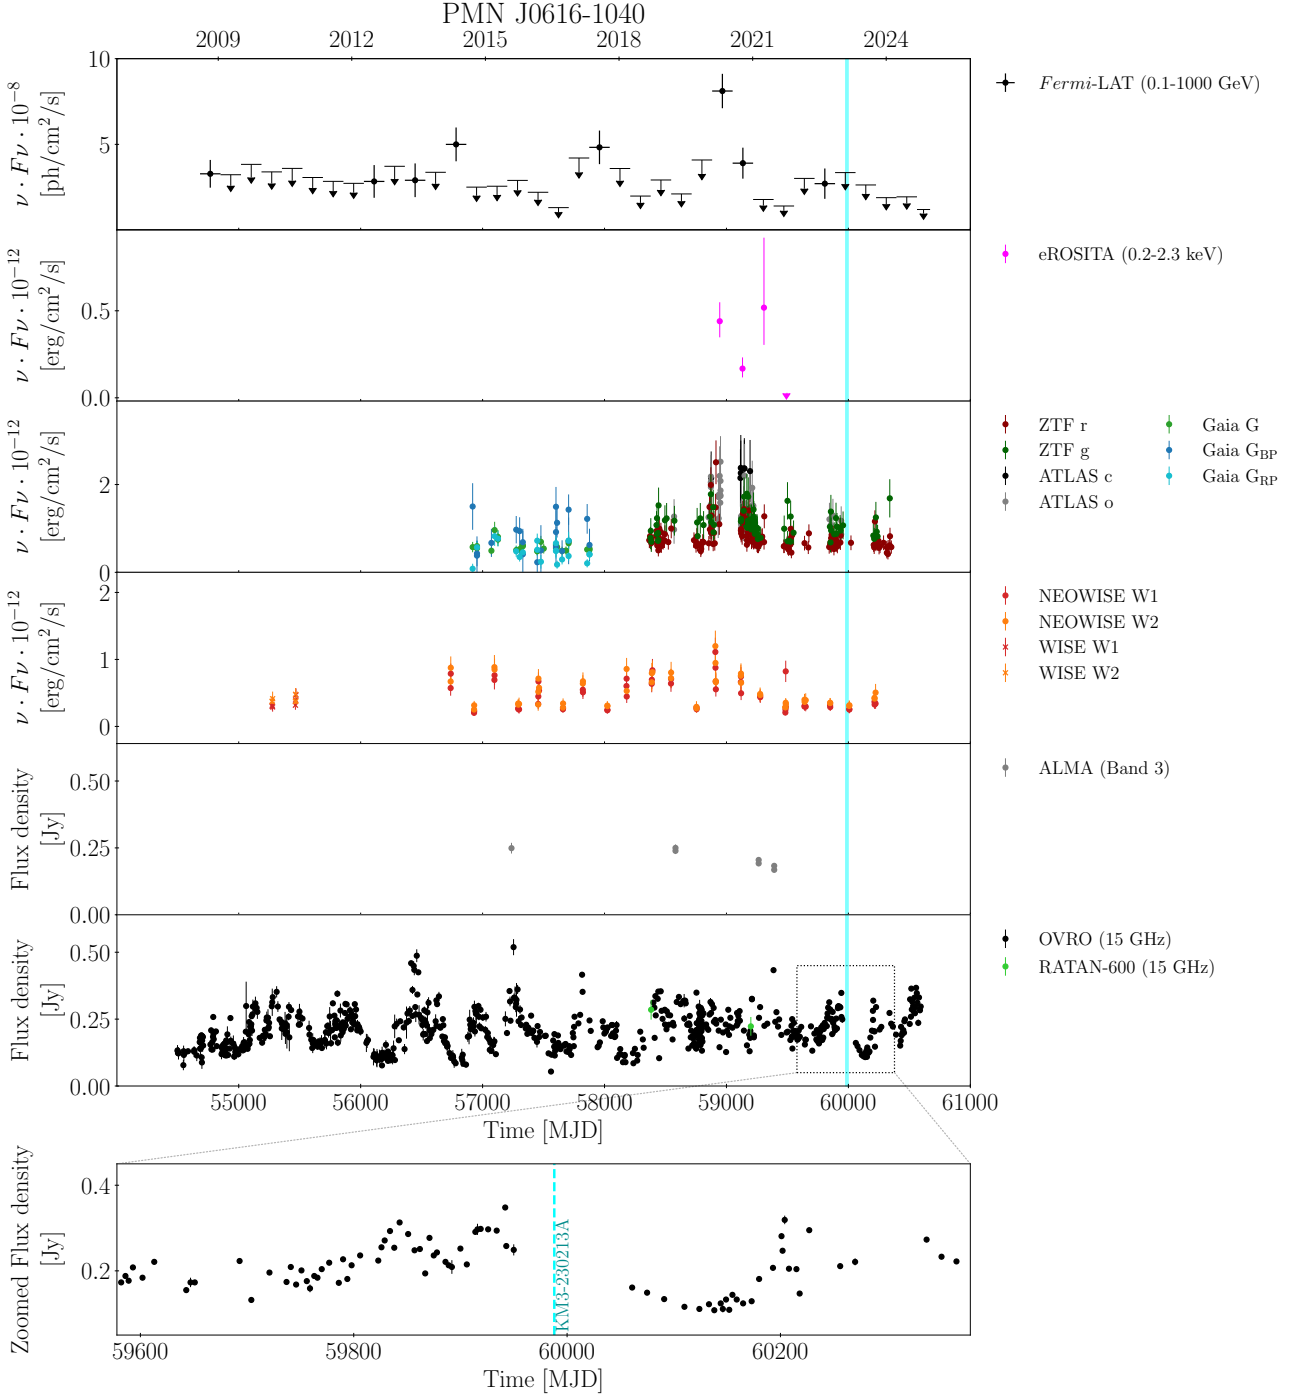 PMN J0616-1040
2009 2012 2015 2018 2021 2024
10
5
ν · Fν · 10⁻⁸
[ph/cm²/s]
Fermi-LAT (0.1-1000 GeV)
0.5
0.0
ν · Fν · 10⁻¹²
[erg/cm²/s]
eROSITA (0.2-2.3 keV)
2
0
ν · Fν · 10⁻¹²
[erg/cm²/s]
ZTF r
ZTF g
ATLAS c
ATLAS o
Gaia G
Gaia G_BP
Gaia G_RP
2
1
0
ν · Fν · 10⁻¹²
[erg/cm²/s]
NEOWISE W1
NEOWISE W2
WISE W1
WISE W2
0.50
0.25
0.00
Flux density
[Jy]
ALMA (Band 3)
0.50
0.25
0.00
Flux density
[Jy]
OVRO (15 GHz)
RATAN-600 (15 GHz)
55000 56000 57000 58000 59000 60000 61000
Time [MJD]
0.4
0.2
Zoomed Flux density
[Jy]
KM3-230213A
59600 59800 60000 60200
Time [MJD]